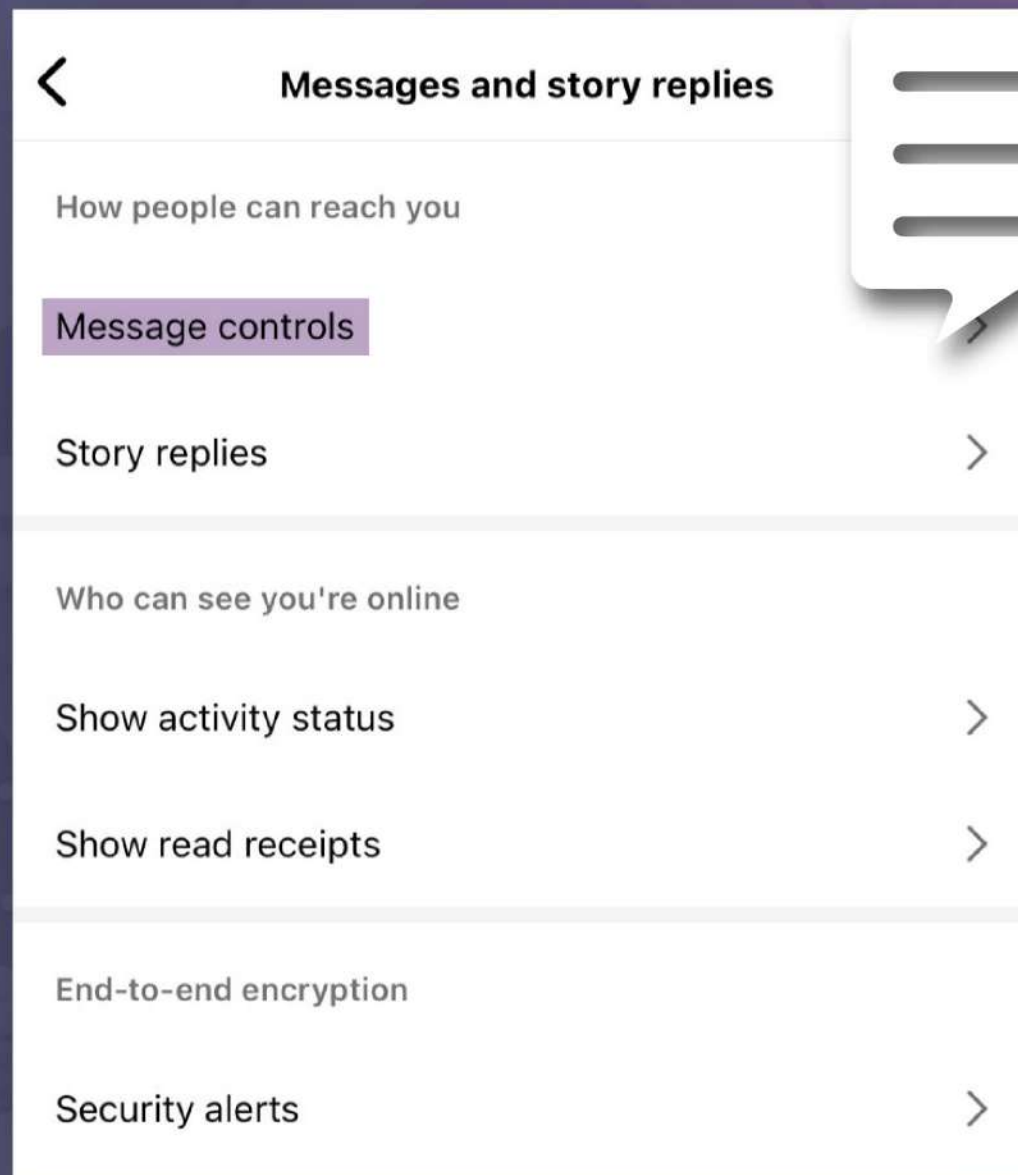 Messages and story replies
How people can reach you
Message controls
Story replies
Who can see you're online
Show activity status
Show read receipts
End-to-end encryption
Security alerts